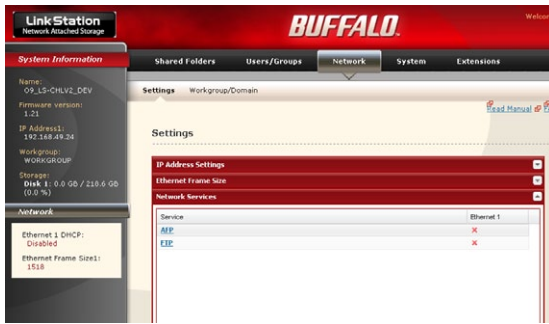 LinkStation
Network Attached Storage
BUFFALO
System Information
Shared Folders Users/Groups Network System Extensions
Name:
09_LS-CHLV2_DEV
Firmware version:
1.21
IP Address1:
192.168.49.24
Workgroup:
WORKGROUP
Storage:
Disk 1: 0.0 GB / 218.6 GB
(0.0 %)
Network
Ethernet 1 DHCP:
Disabled
Ethernet Frame Size1:
1518
Settings Workgroup/Domain
Read Manual
Settings
IP Address Settings
Ethernet Frame Size
Network Services
Service Ethernet 1
AFP
FTP